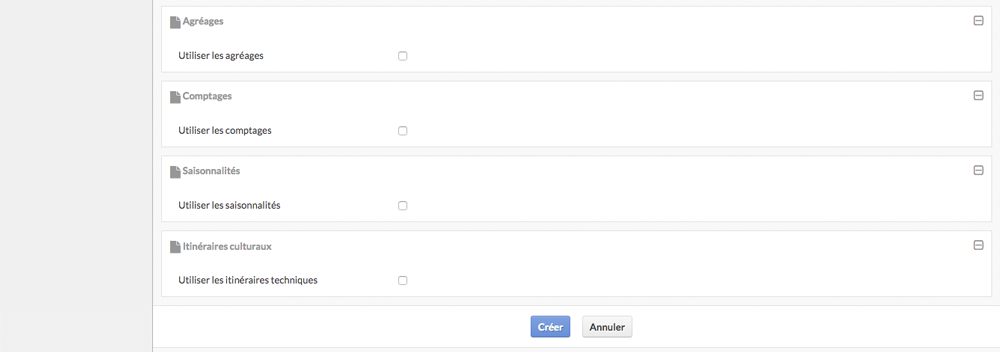 Agréages
Utiliser les agréages
Comptages
Utiliser les comptages
Saisonnalités
Utiliser les saisonnalités
Itinéraires culturaux
Utiliser les itinéraires techniques
Créer Annuler